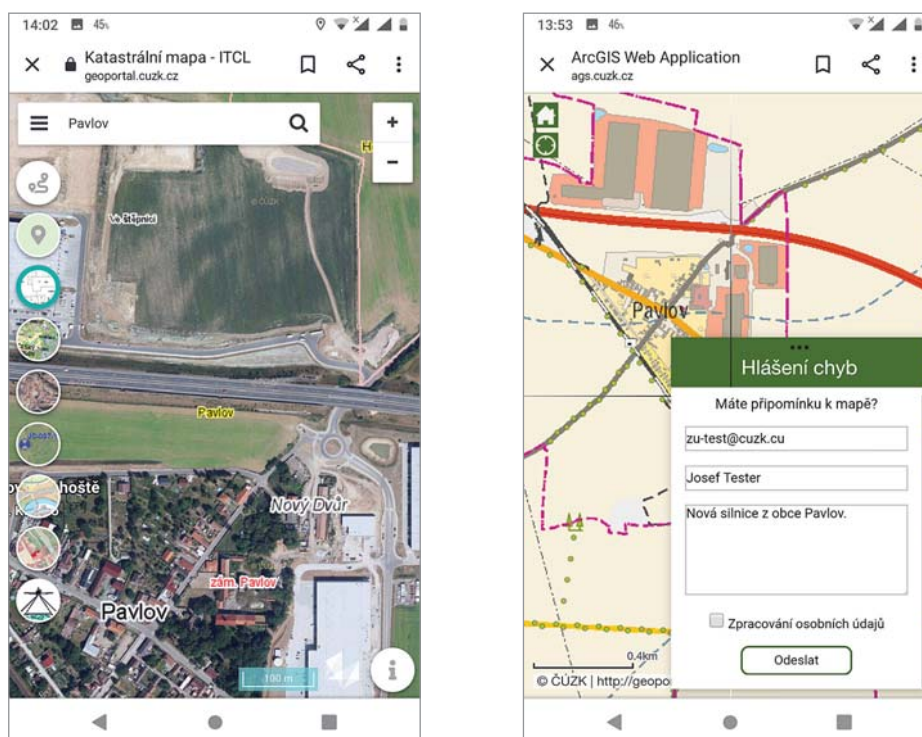 14:02 45%
Katastrální mapa - ITCL
geoportal.cuzk.cz
Pavlov
+
-
Ve Štěpnici
© ČÚZK
Pavlov
hoště
Nový Dvůr
zám. Pavlov
Pavlov
100 m
13:53 46%
ArcGIS Web Application
ags.cuzk.cz
Pavlov
Hlášení chyb
Máte připomínku k mapě?
zu-test@cuzk.cu
Josef Tester
Nová silnice z obce Pavlov.
Zpracování osobních údajů
Odeslat
0.4km
© ČÚZK | http://geopo